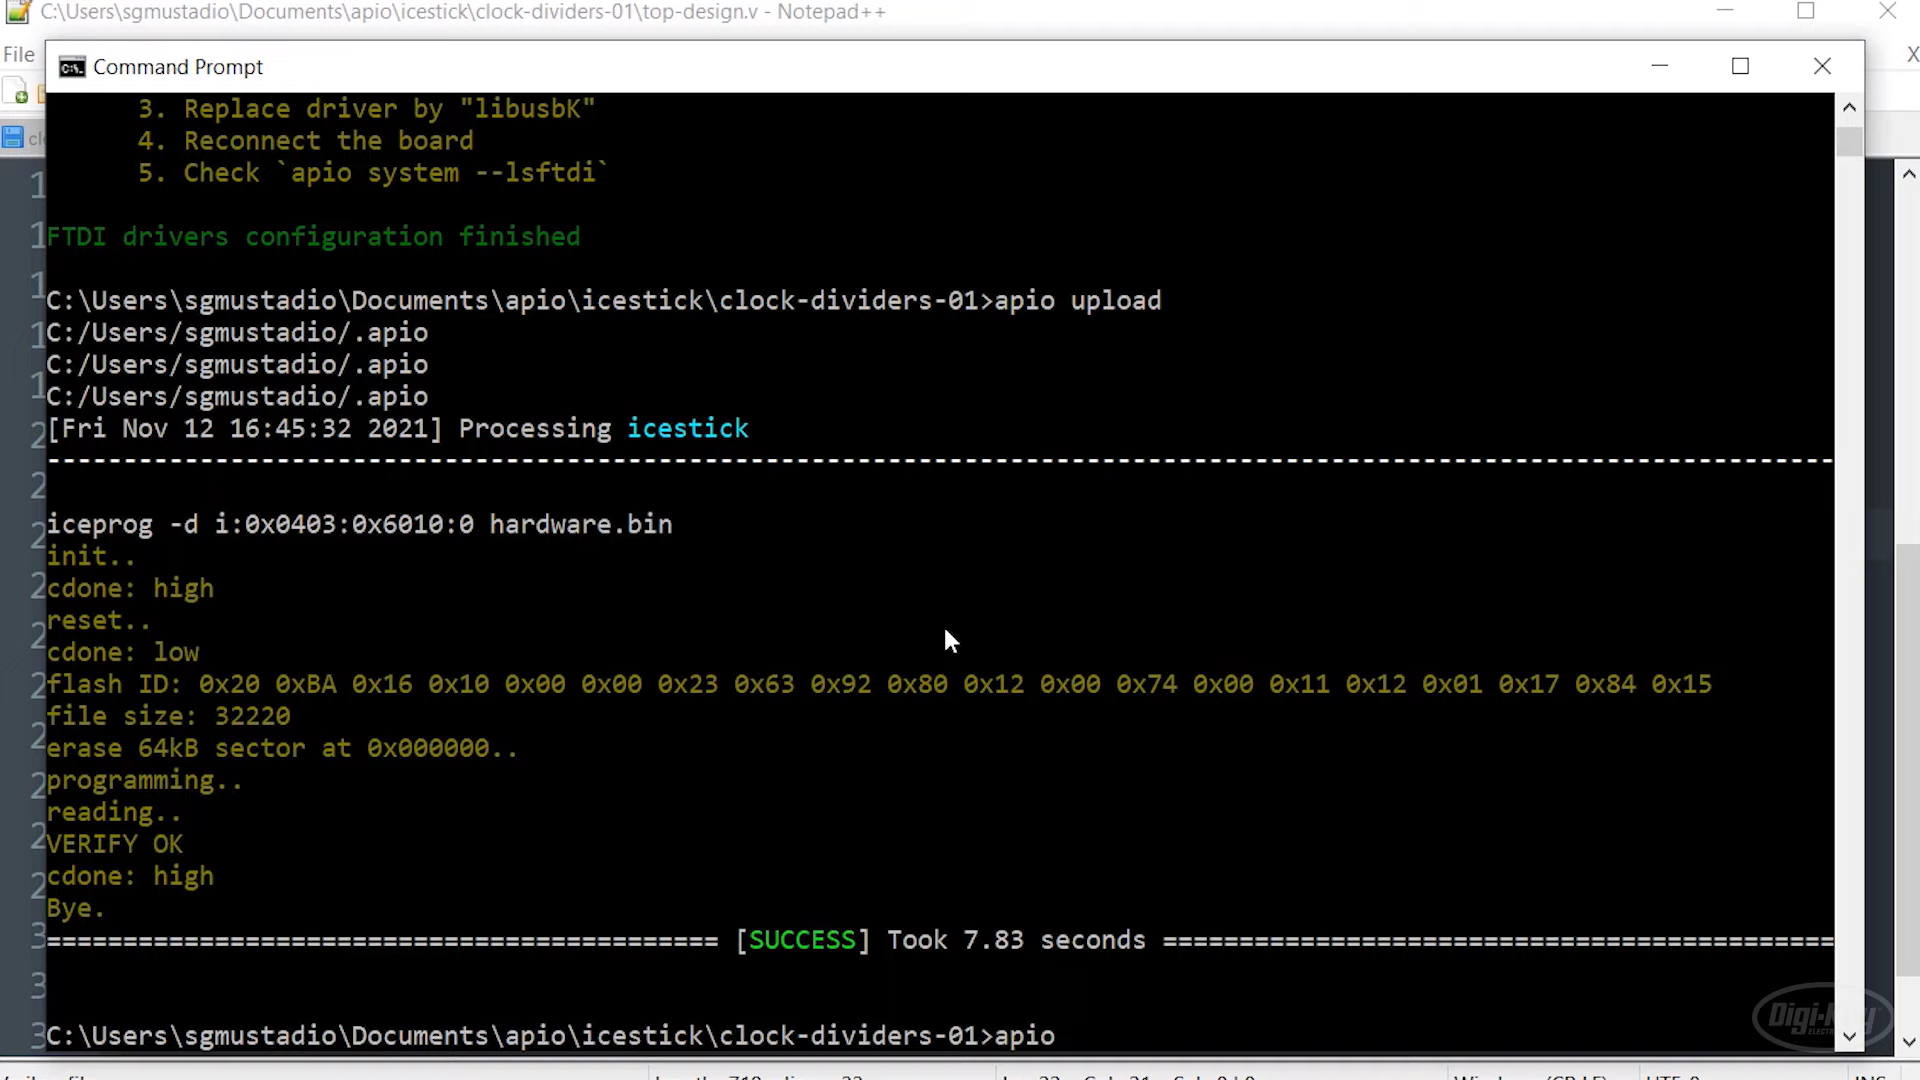 C:\Users\sgmustadio\Documents\apio\icestick\clock-dividers-01\top-design.v - Notepad++
File
X
Command Prompt
3. Replace driver by "libusbK"
4. Reconnect the board
5. Check `apio system --lsftdi`
FTDI drivers configuration finished
C:\Users\sgmustadio\Documents\apio\icestick\clock-dividers-01>apio upload
C:/Users/sgmustadio/.apio
C:/Users/sgmustadio/.apio
C:/Users/sgmustadio/.apio
[Fri Nov 12 16:45:32 2021] Processing icestick
--------------------------------------------------------------------------------------------------------------------
iceprog -d i:0x0403:0x6010:0 hardware.bin
init..
cdone: high
reset..
cdone: low
flash ID: 0x20 0xBA 0x16 0x10 0x00 0x00 0x23 0x63 0x92 0x80 0x12 0x00 0x74 0x00 0x11 0x12 0x01 0x17 0x84 0x15
file size: 32220
erase 64kB sector at 0x000000..
programming..
reading..
VERIFY OK
cdone: high
Bye.
============================================ [SUCCESS] Took 7.83 seconds ============================================
C:\Users\sgmustadio\Documents\apio\icestick\clock-dividers-01>apio
Digi-Key
ELECTRONICS